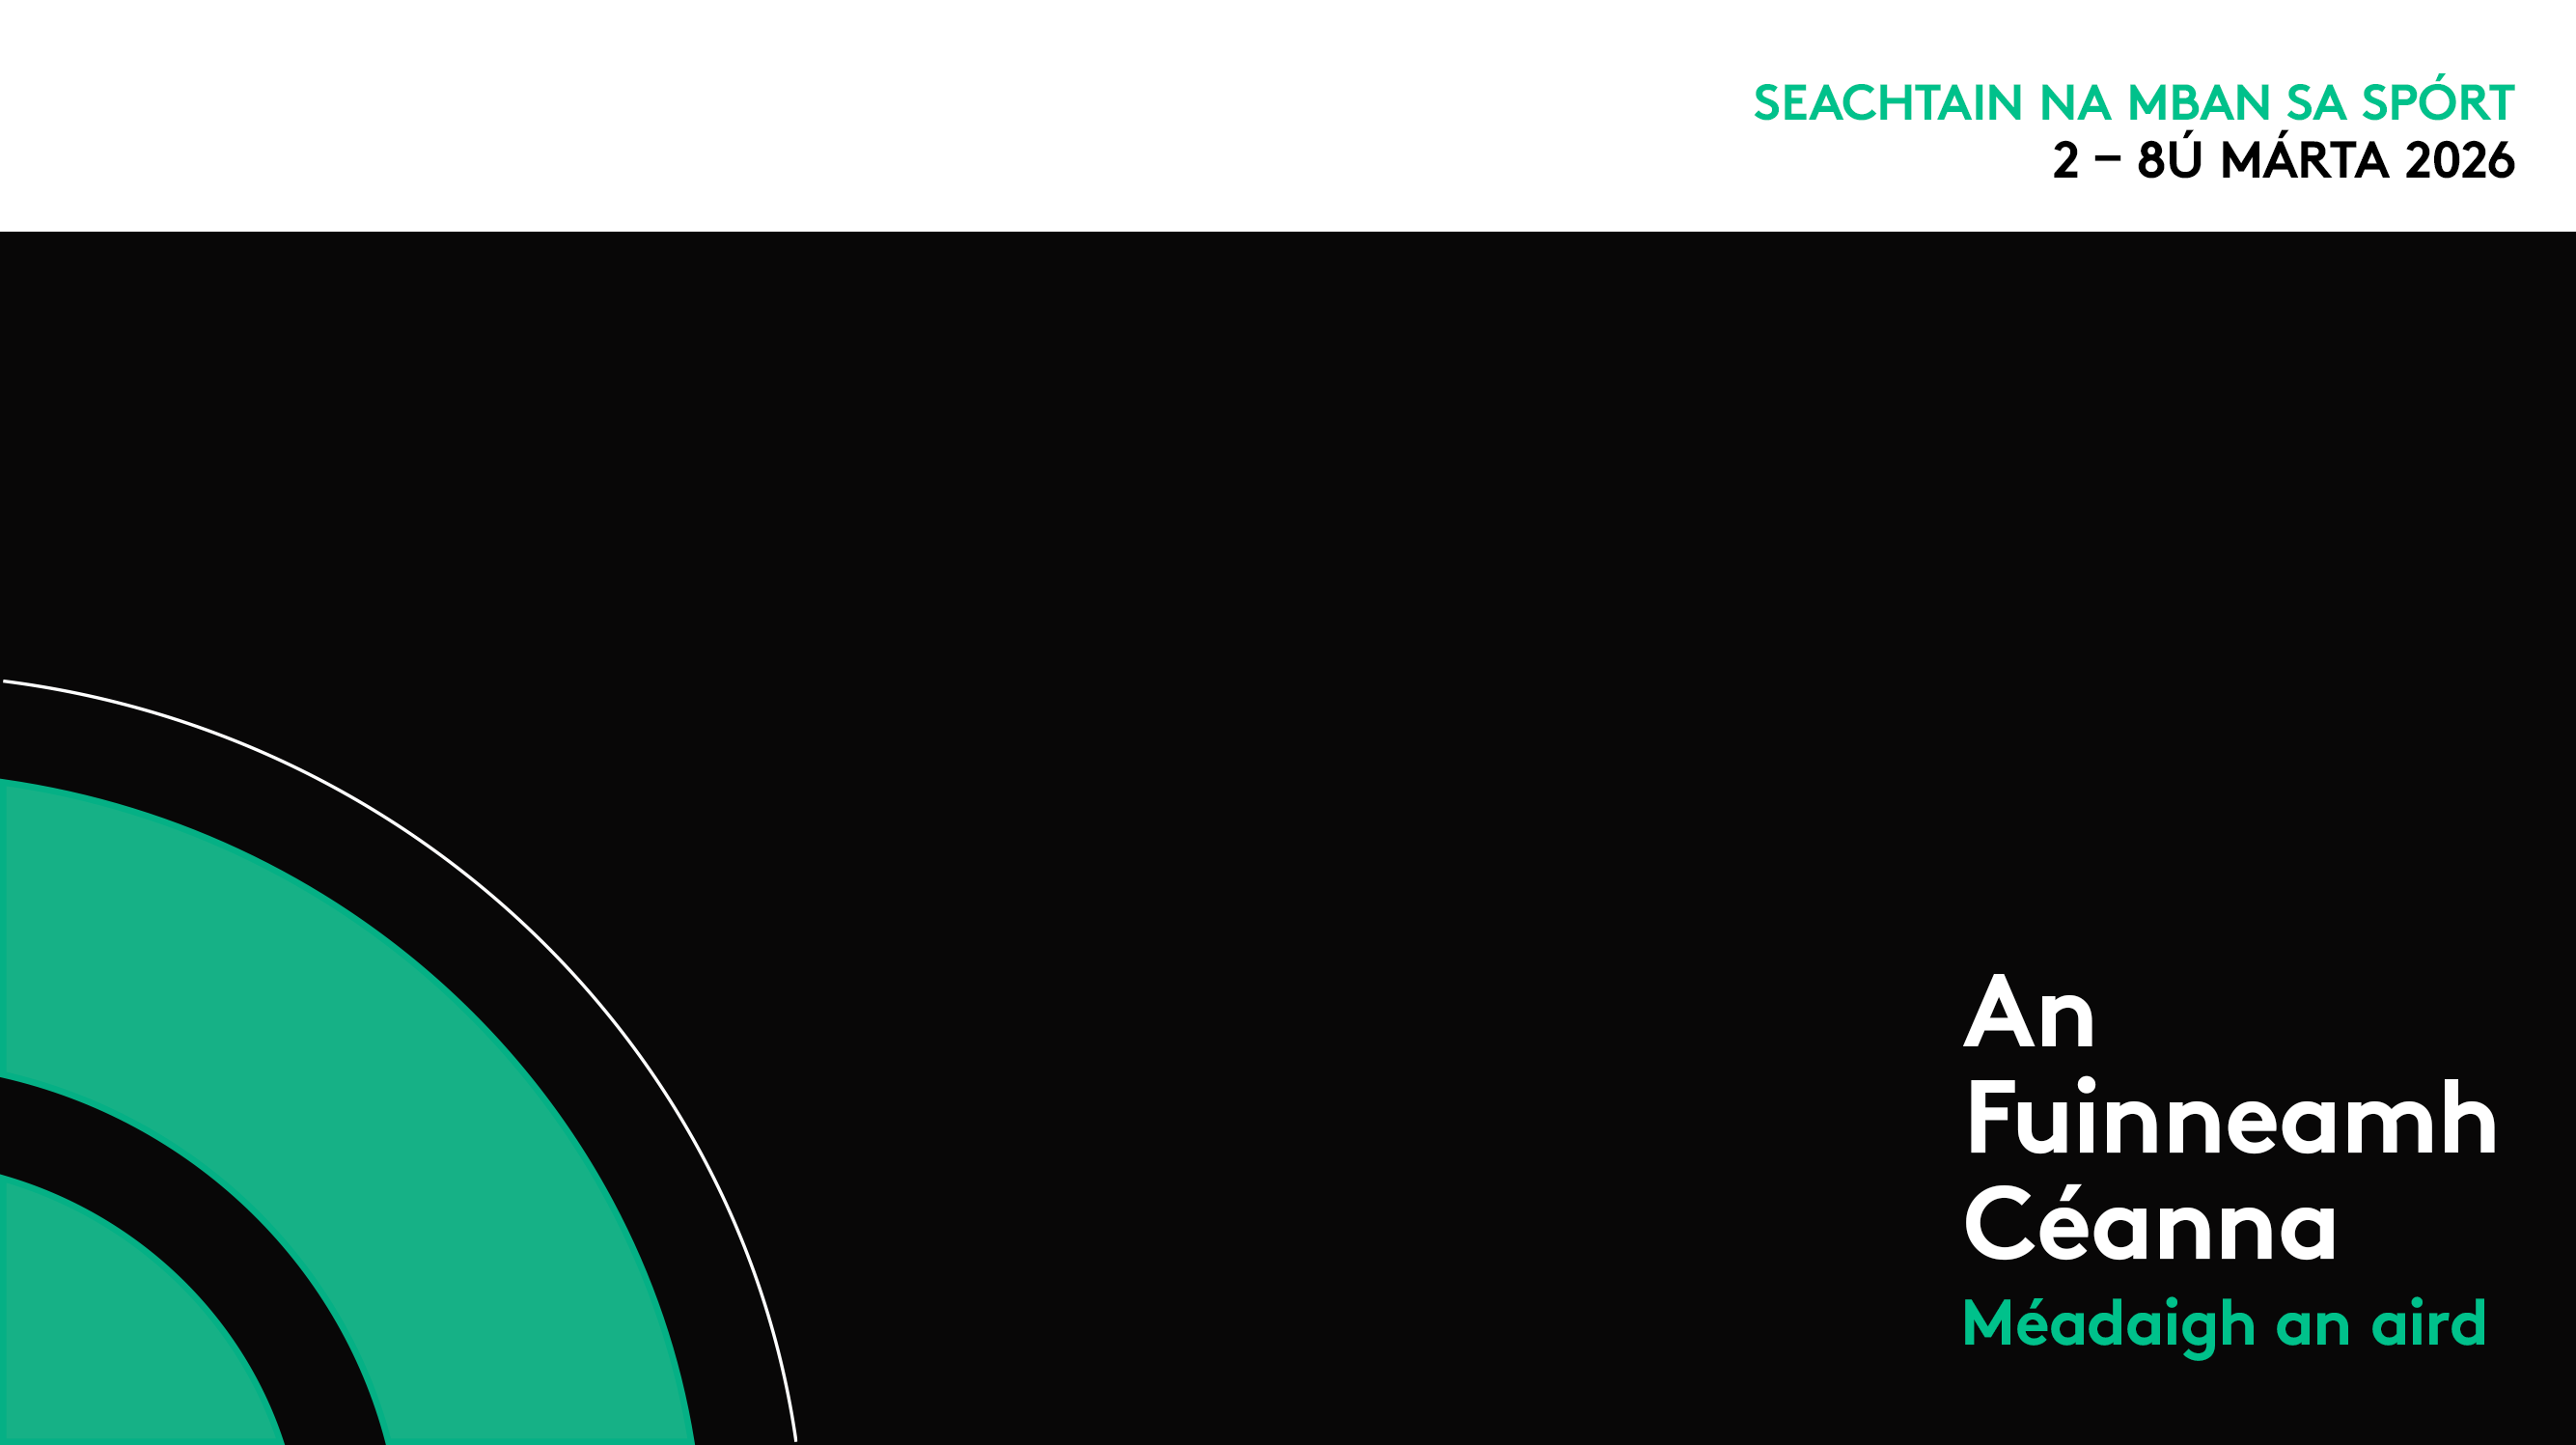 SEACHTAIN NA MBAN SA SPÓRT
2 – 8Ú MÁRTA 2026
An
Fuinneamh
Céanna
Méadaigh an aird